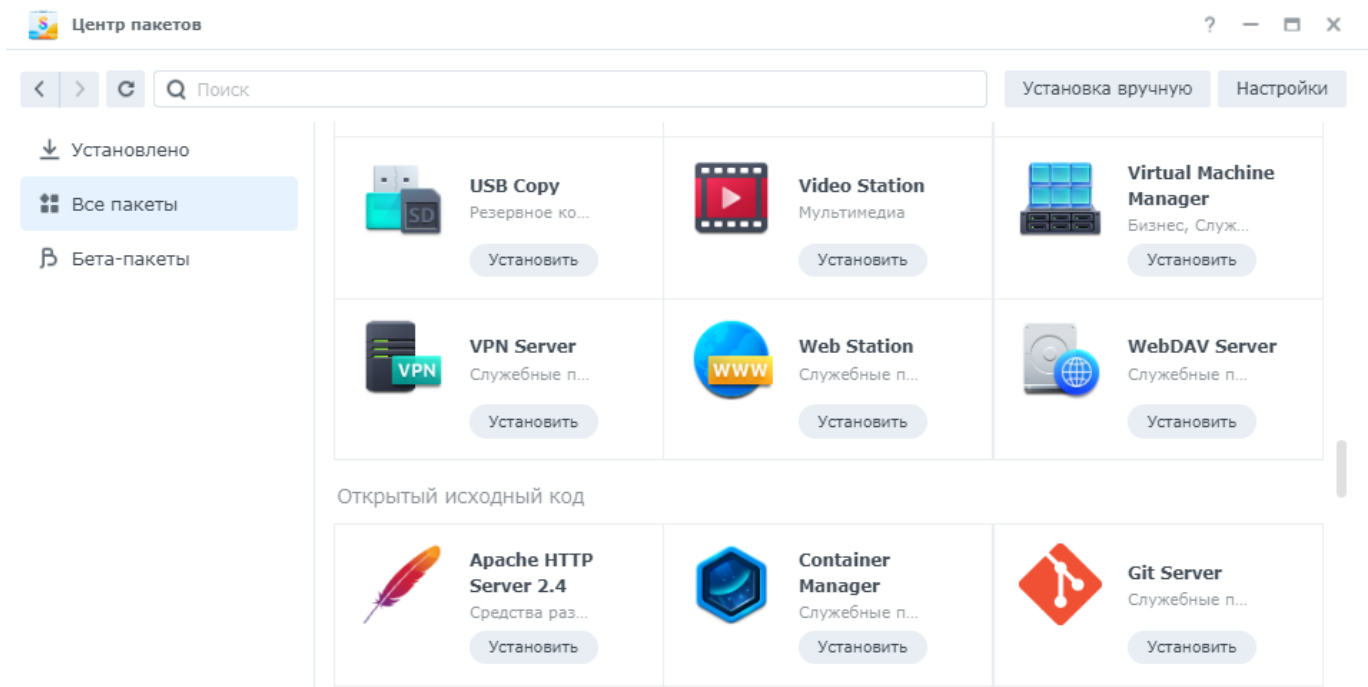 Центр пакетов
?
Поиск
Установка вручную
Настройки
Установлено
Все пакеты
Бета-пакеты
USB Copy
Резервное ко...
Установить
Video Station
Мультимедиа
Установить
Virtual Machine
Manager
Бизнес, Служ...
Установить
VPN
VPN Server
Служебные п...
Установить
WWW
Web Station
Служебные п...
Установить
WebDAV Server
Служебные п...
Установить
Открытый исходный код
Apache HTTP
Server 2.4
Средства раз...
Установить
Container
Manager
Служебные п...
Установить
Git Server
Служебные п...
Установить
SD
S